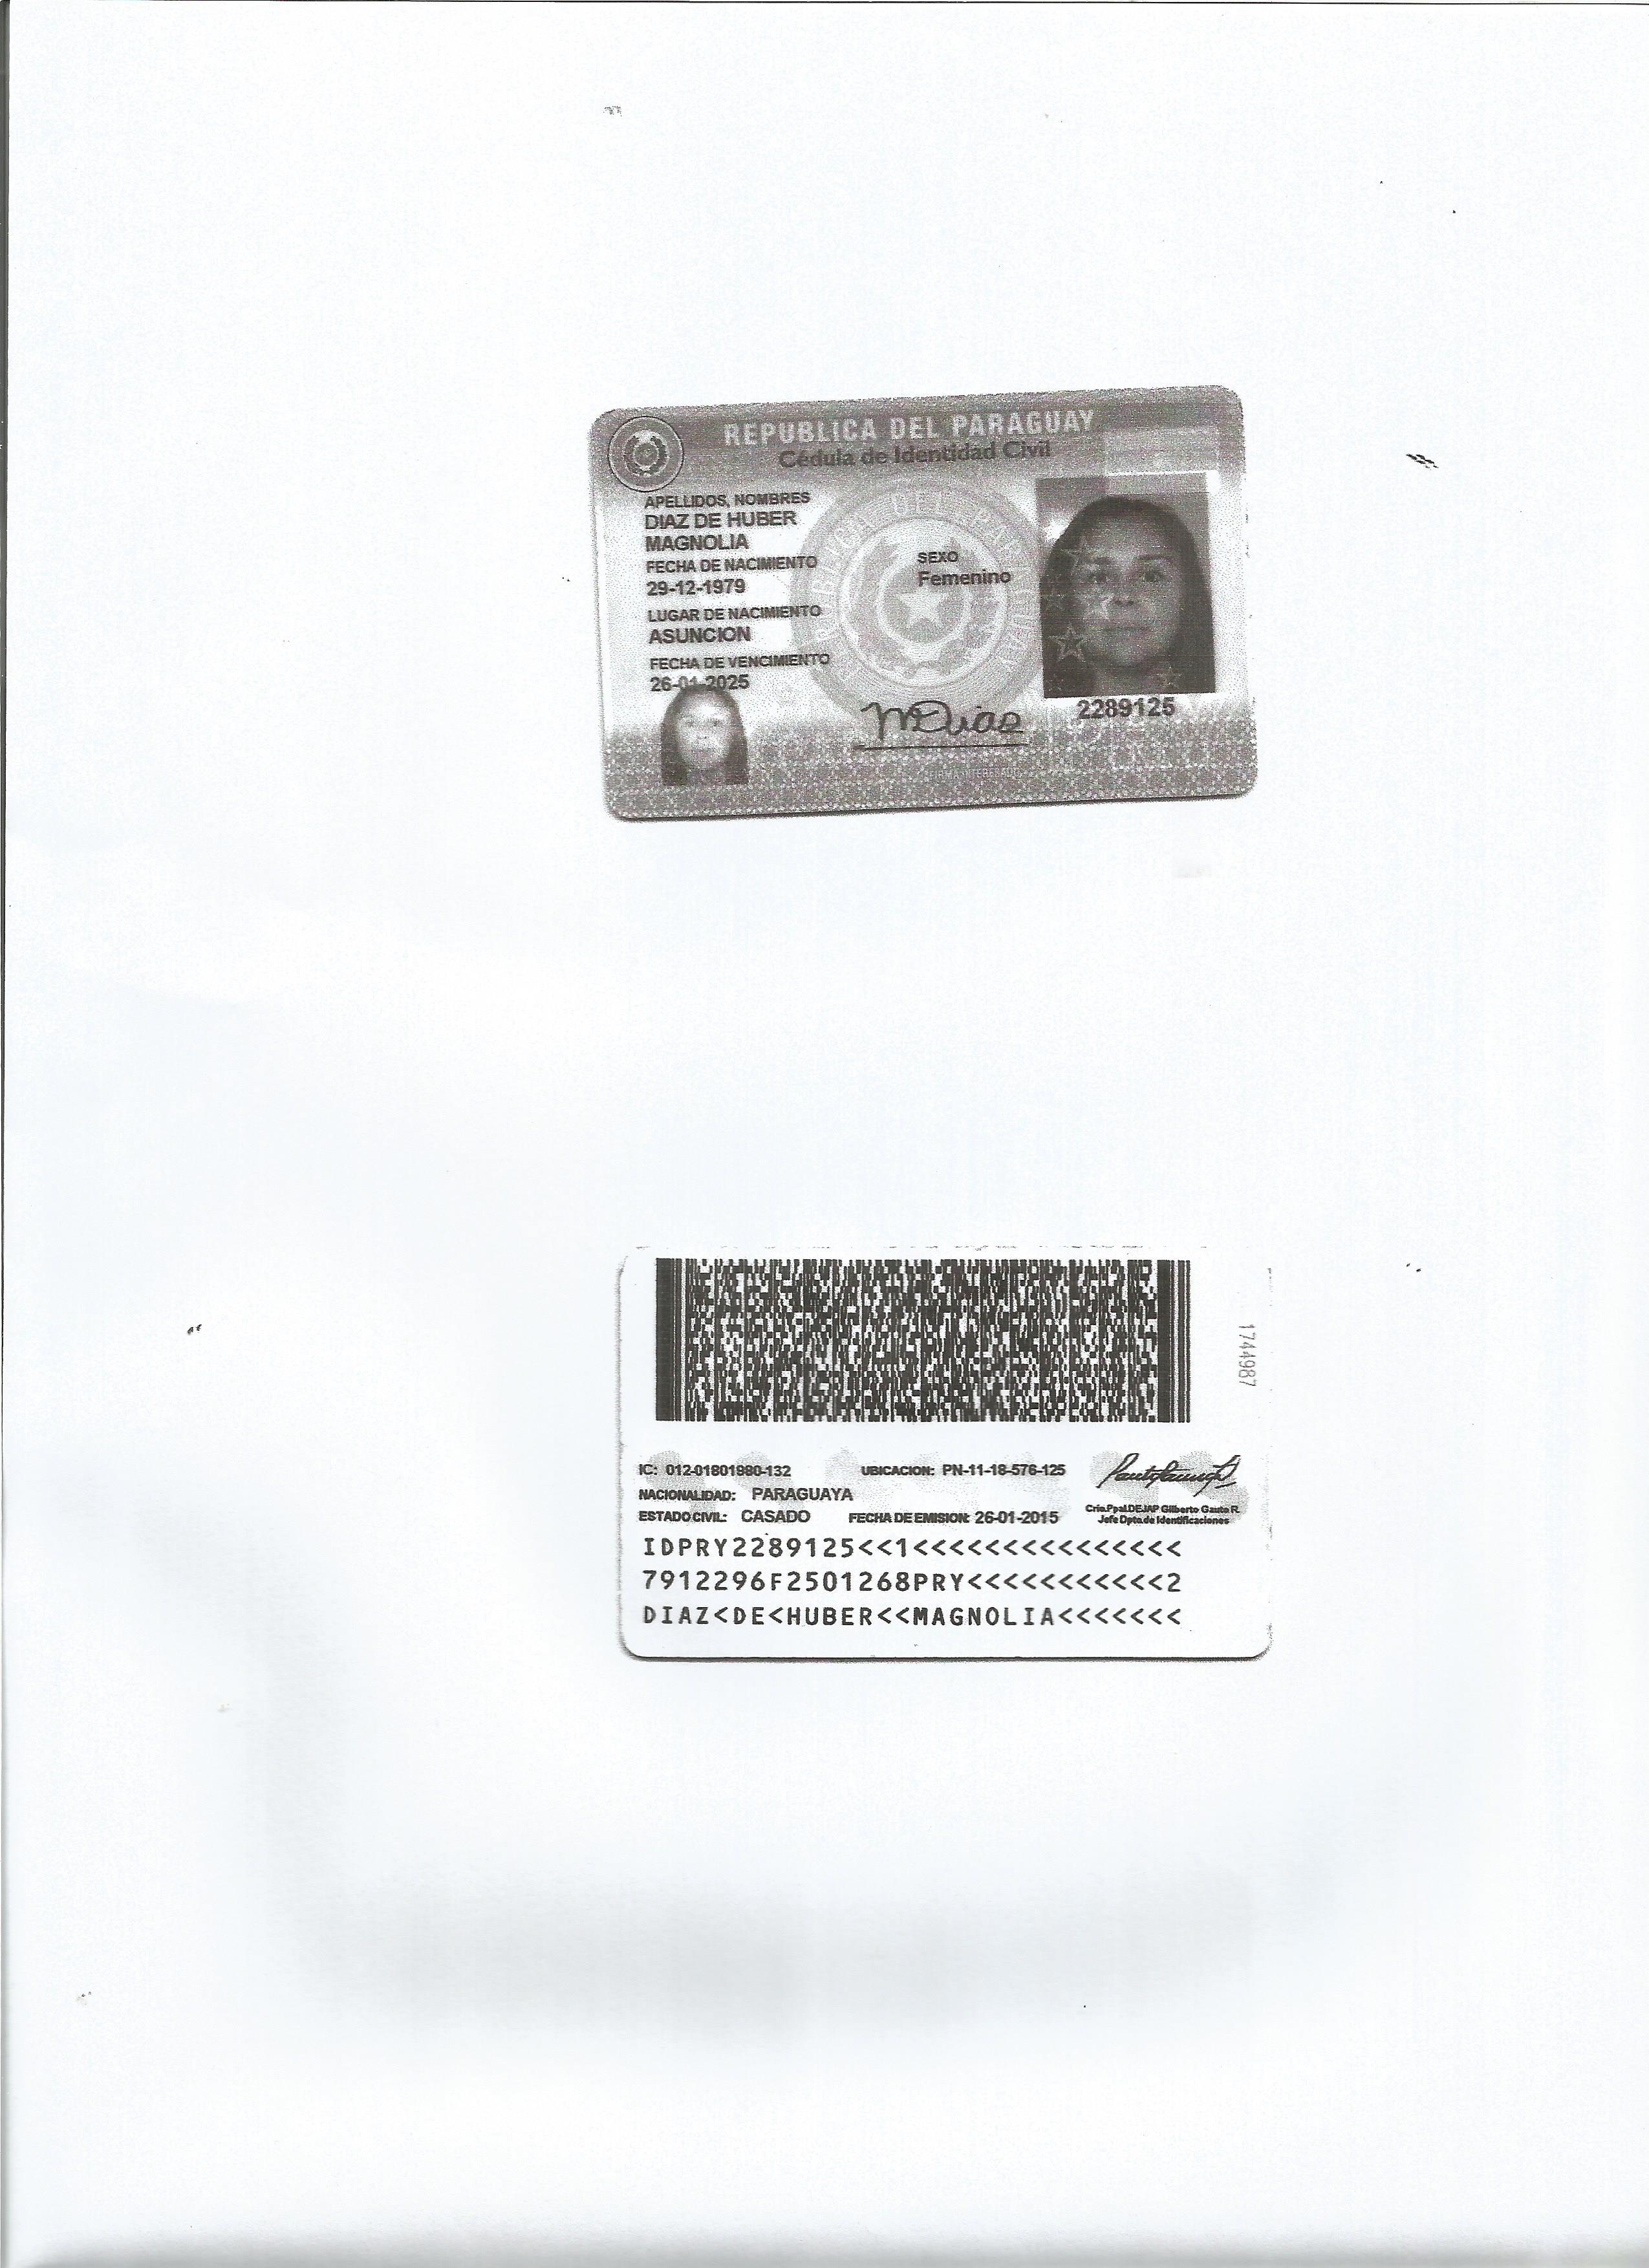 REPUBLICA DEL PARAGUAY
Cédula de Identidad Civil
APELLIDOS, NOMBRES
DIAZ DE HUBER
MAGNOLIA
FECHA DE NACIMIENTO
29-12-1979
SEXO
Femenino
LUGAR DE NACIMIENTO
ASUNCION
FECHA DE VENCIMIENTO
26-01-2025
MDias
2289125
FIRMA INTERESADO
1744987
IC: 012-01801980-132 UBICACION: PN-11-18-576-125
NACIONALIDAD: PARAGUAYA
ESTADO CIVIL: CASADO FECHA DE EMISION: 26-01-2015
Crio.Ppal.DEJAP Gilberto Gauto R.
Jefe Dpto.de Identificaciones
IDPRY2289125<<1<<<<<<<<<<<<<<<
7912296F2501268PRY<<<<<<<<<<<2
DIAZ<DE<HUBER<<MAGNOLIA<<<<<<<